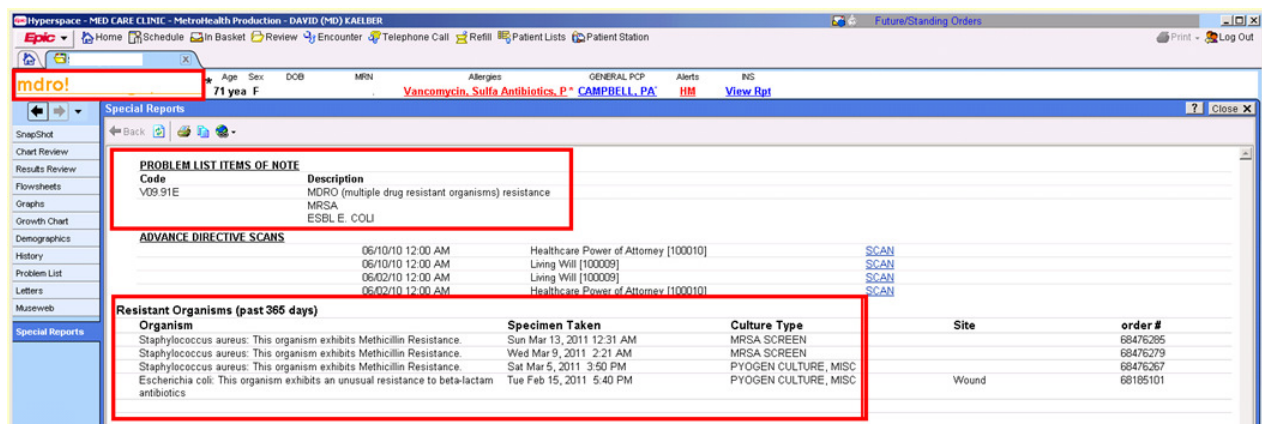 Hyperspace - MED CARE CLINIC - MetroHealth Production - DAVID (MD) KAELBER Future/Standing Orders
Epic Home Schedule In Basket Review Encounter Telephone Call Refill Patient Lists Patient Station Print Log Out
mdro!
Age Sex DOB MRN Allergies GENERAL PCP Alerts INS
71 yea F Vancomycin, Sulfa Antibiotics, P* CAMPBELL, PA HM View Rpt
Special Reports ? Close X
Back
SnapShot
Chart Review
Results Review
Flowsheets
Graphs
Growth Chart
Demographics
History
Problem List
Letters
Museweb
Special Reports
PROBLEM LIST ITEMS OF NOTE
Code Description
V09.91E MDRO (multiple drug resistant organisms) resistance
MRSA
ESBL E. COLI
ADVANCE DIRECTIVE SCANS
06/10/10 12:00 AM Healthcare Power of Attorney [100010] SCAN
06/10/10 12:00 AM Living Will [100009] SCAN
06/02/10 12:00 AM Living Will [100009] SCAN
06/02/10 12:00 AM Healthcare Power of Attorney [100010] SCAN
Resistant Organisms (past 365 days)
Organism Specimen Taken Culture Type Site order #
Staphylococcus aureus: This organism exhibits Methicillin Resistance. Sun Mar 13, 2011 12:31 AM MRSA SCREEN 68476285
Staphylococcus aureus: This organism exhibits Methicillin Resistance. Wed Mar 9, 2011 2:21 AM MRSA SCREEN 68476279
Staphylococcus aureus: This organism exhibits Methicillin Resistance. Sat Mar 5, 2011 3:50 PM PYOGEN CULTURE, MISC 68476267
Escherichia coli: This organism exhibits an unusual resistance to beta-lactam Tue Feb 15, 2011 5:40 PM PYOGEN CULTURE, MISC Wound 68185101
antibiotics